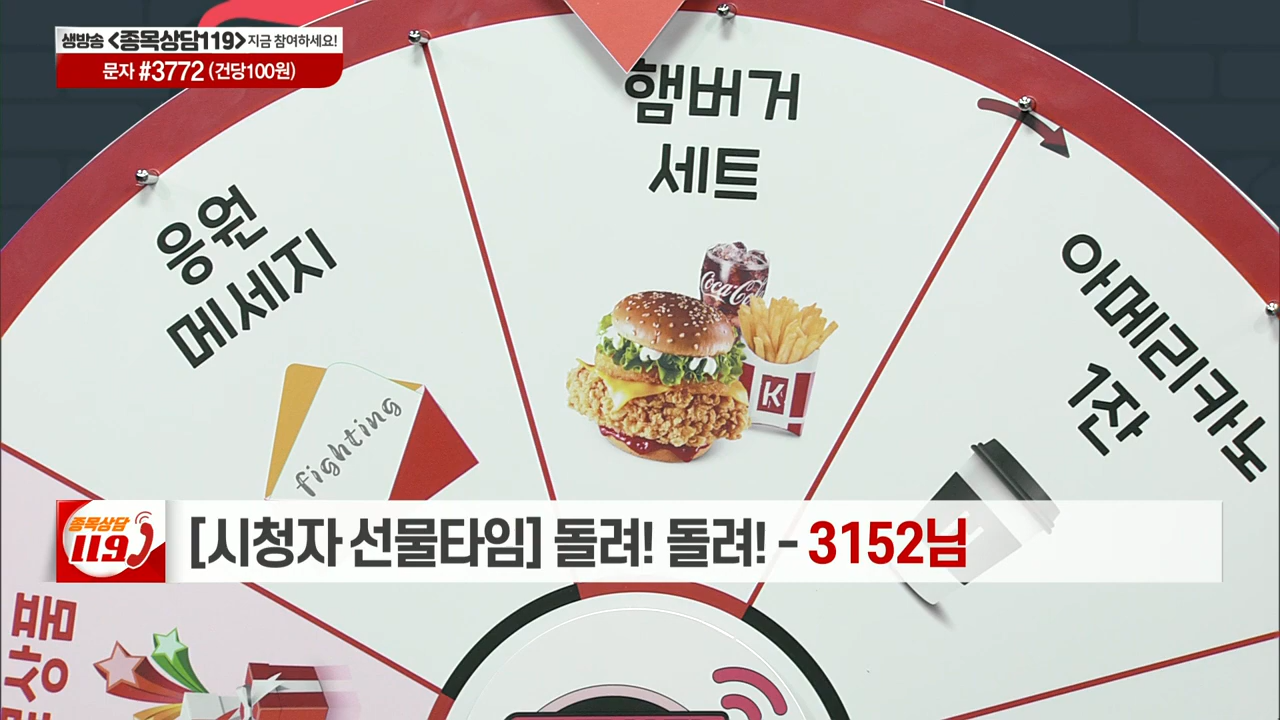 생방송 <종목상담119> 지금 참여하세요!
문자 #3772 (건당100원)
햄버거
세트
응원
메세지
아메리카노
1잔
Coca-Cola
K
fighting
종목상담
119
[시청자 선물타임] 돌려! 돌려! - 3152님
상품